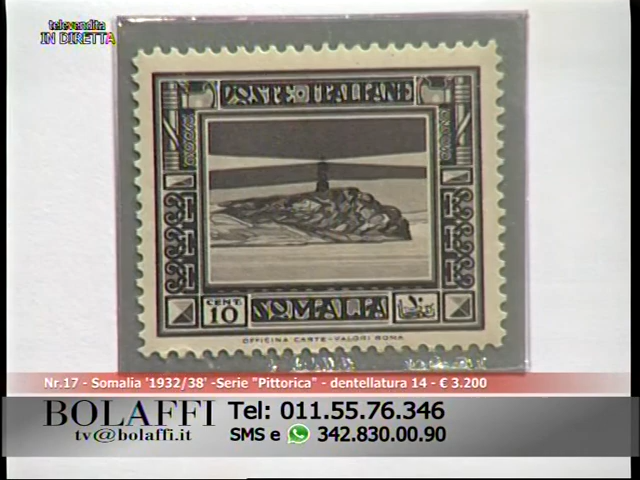 televendita
IN DIRETTA
POSTE ITALIANE
CENT.
10
SOMALIA
OFFICINA CARTE-VALORI ROMA
Nr.17 - Somalia '1932/38' -Serie "Pittorica" - dentellatura 14 - € 3.200
BOLAFFI
tv@bolaffi.it
Tel: 011.55.76.346
SMS e 342.830.00.90